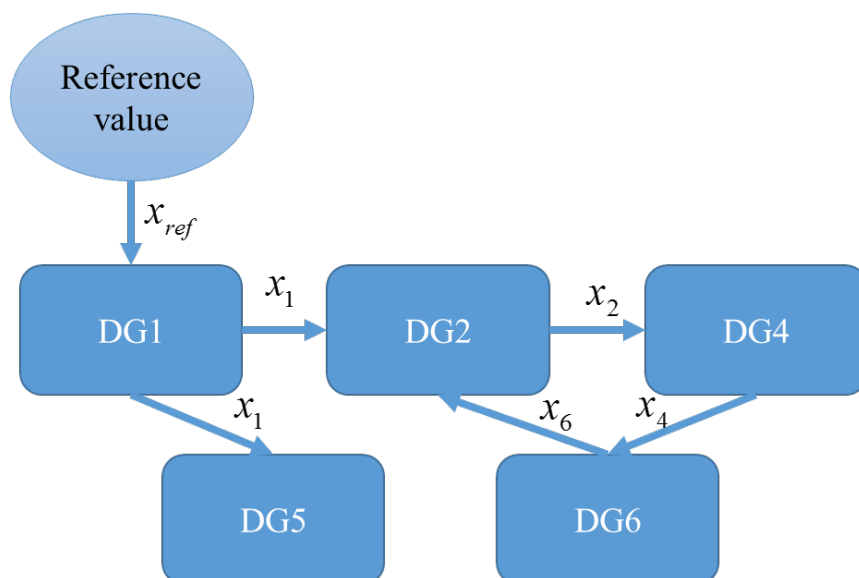 Reference
value
x_ref
x_1
x_2
DG1
DG2
DG4
x_1
x_6
x_4
DG5
DG6